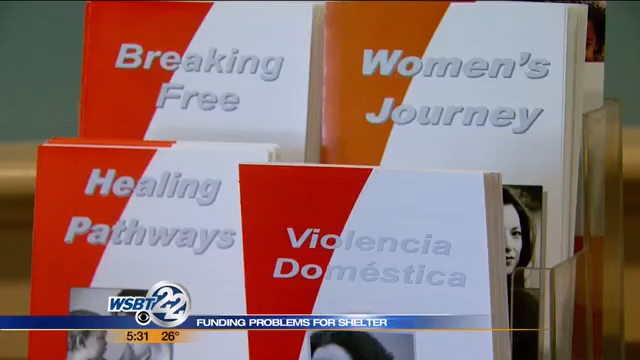 Breaking
Free
Women's
Journey
Healing
Pathways
Violencia
Doméstica
WSBT 22
FUNDING PROBLEMS FOR SHELTER
5:31 26°